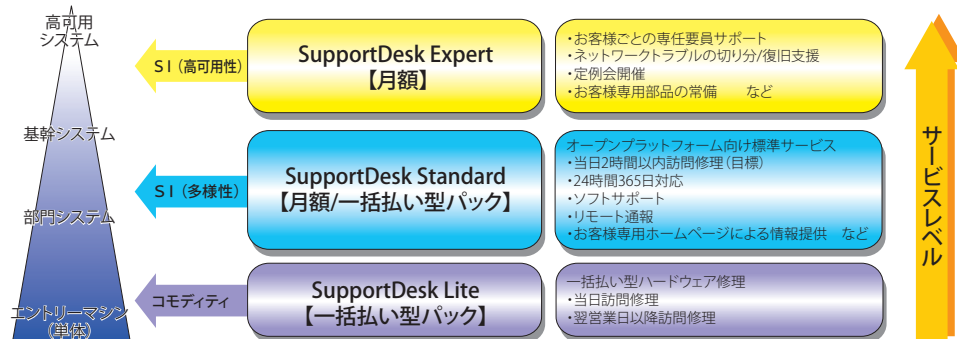 高可用
システム
SI(高可用性)
SupportDesk Expert
【月額】
・お客様ごとの専任要員サポート
・ネットワークトラブルの切り分/復旧支援
・定例会開催
・お客様専用部品の常備 など
基幹システム
部門システム
SI(多様性)
SupportDesk Standard
【月額/一括払い型パック】
オープンプラットフォーム向け標準サービス
・当日2時間以内訪問修理(目標)
・24時間365日対応
・ソフトサポート
・リモート通報
・お客様専用ホームページによる情報提供 など
エントリーマシン
(単体)
コモディティ
SupportDesk Lite
【一括払い型パック】
一括払い型ハードウェア修理
・当日訪問修理
・翌営業日以降訪問修理
サービスレベル